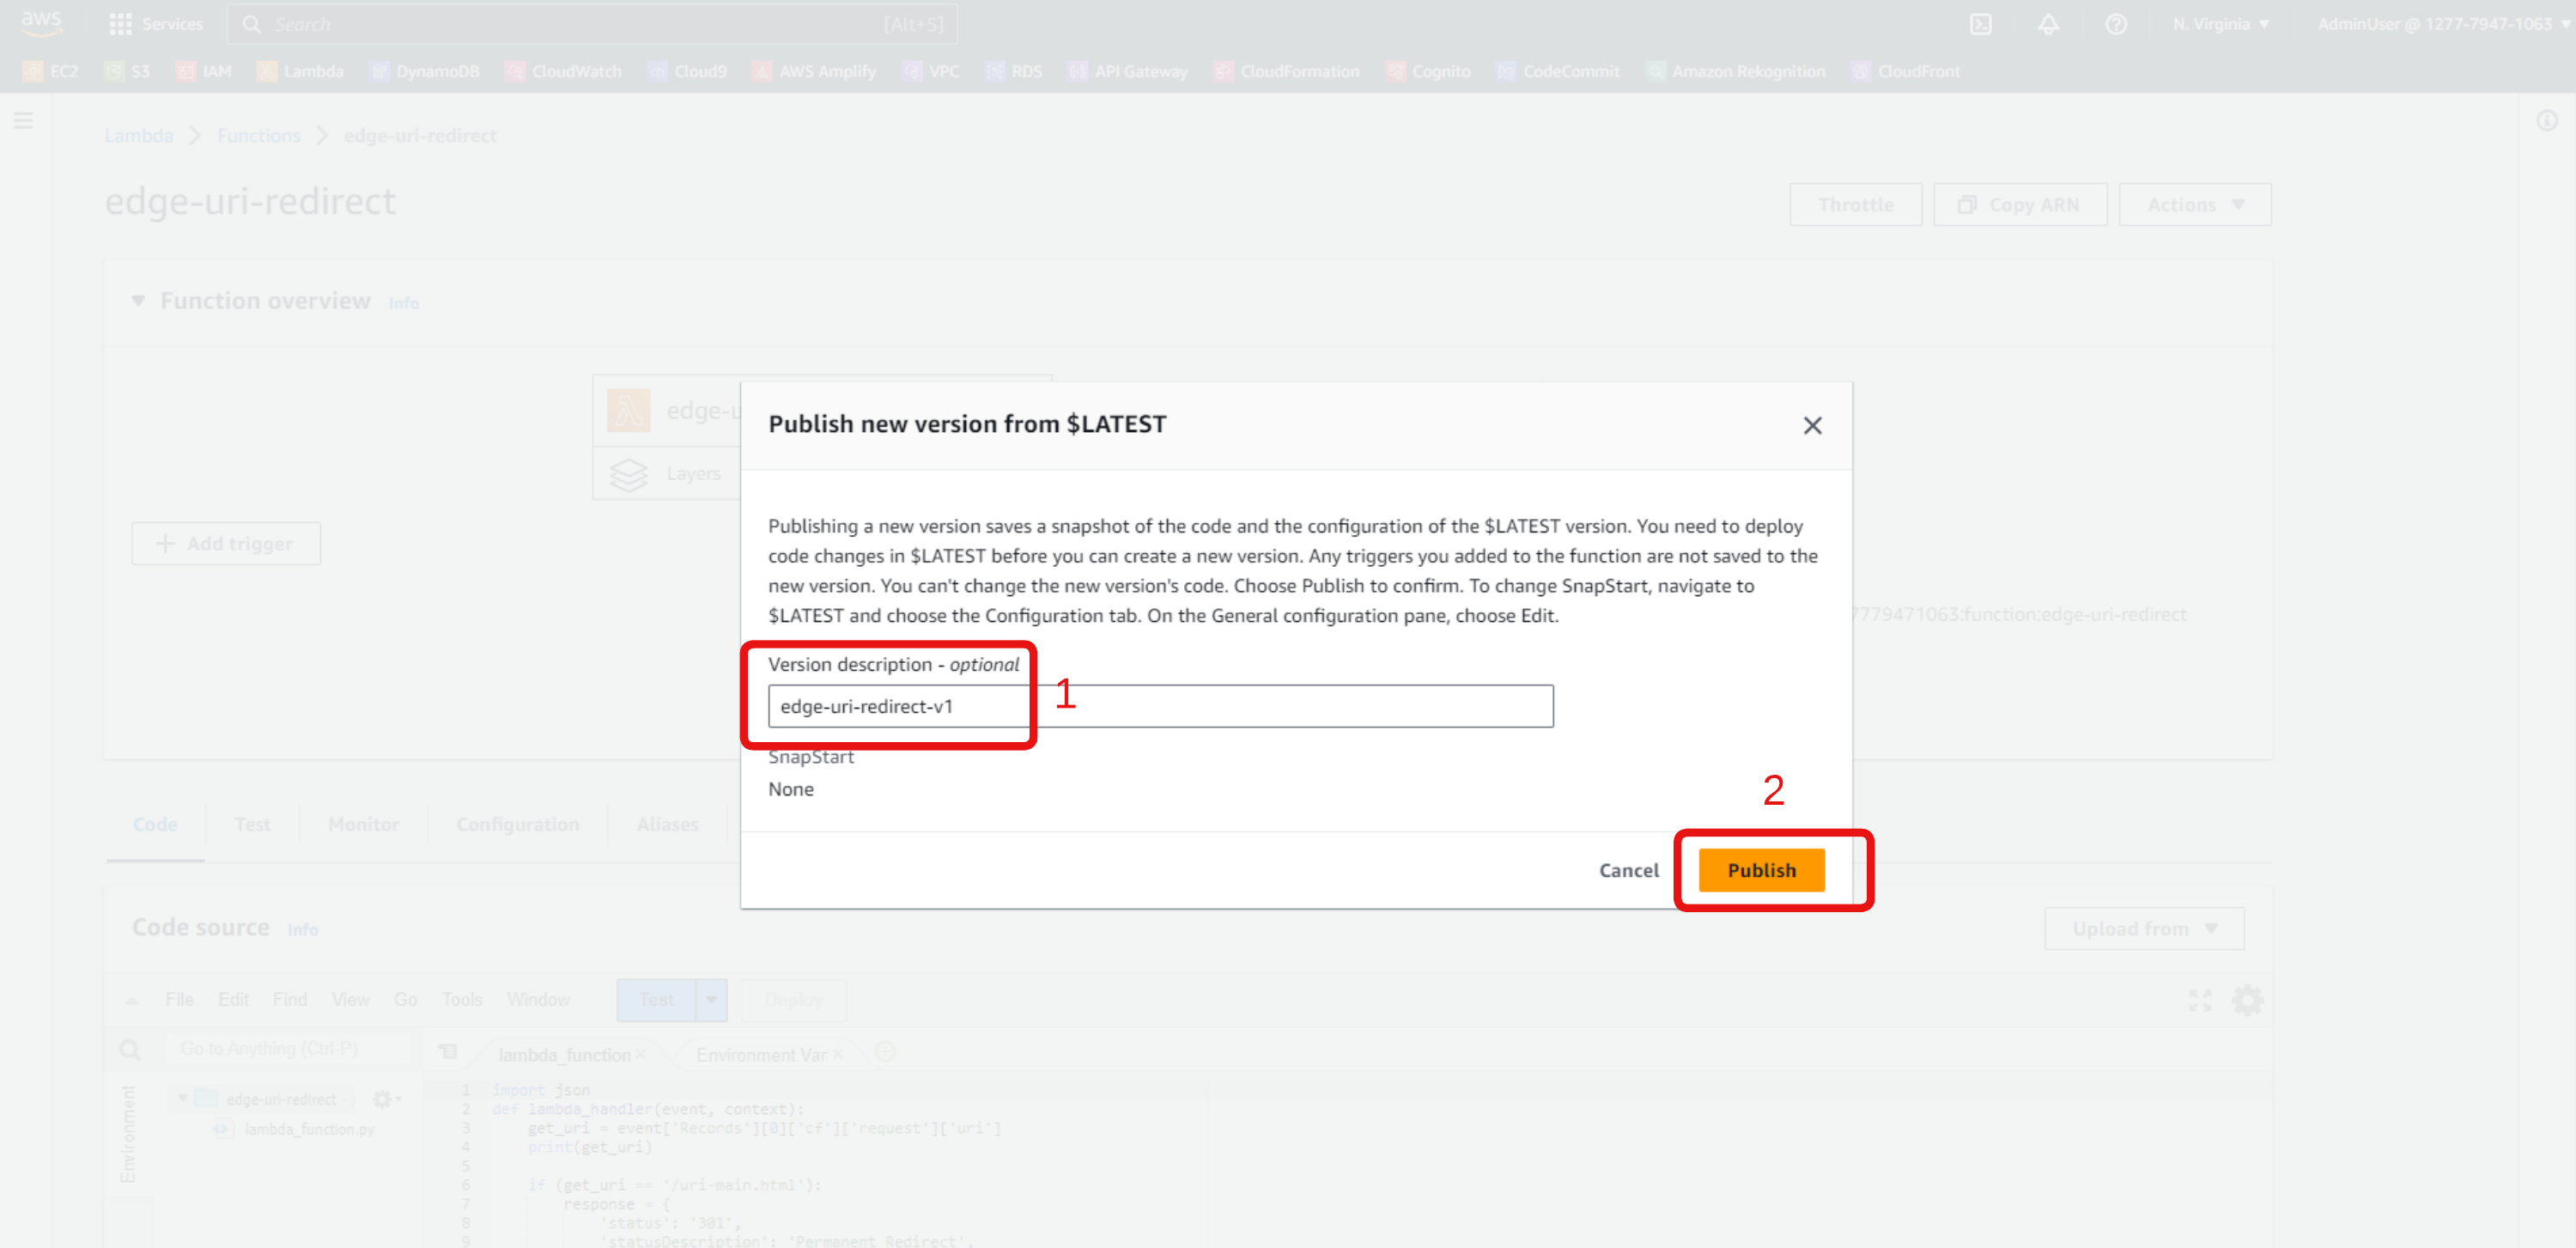 aws
Services
Search
[Alt+S]
N. Virginia
AdminUser @ 1277-7947-1063
EC2
S3
IAM
Lambda
DynamoDB
CloudWatch
Cloud9
AWS Amplify
VPC
RDS
API Gateway
CloudFormation
Cognito
CodeCommit
Amazon Rekognition
CloudFront
Lambda
Functions
edge-uri-redirect
edge-uri-redirect
Throttle
Copy ARN
Actions
Function overview
Info
edge-u
Layers
+ Add trigger
7779471063:function:edge-uri-redirect
Publish new version from $LATEST
Publishing a new version saves a snapshot of the code and the configuration of the $LATEST version. You need to deploy
code changes in $LATEST before you can create a new version. Any triggers you added to the function are not saved to the
new version. You can't change the new version's code. Choose Publish to confirm. To change SnapStart, navigate to
$LATEST and choose the Configuration tab. On the General configuration pane, choose Edit.
Version description - optional
edge-uri-redirect-v1
1
SnapStart
None
2
Cancel
Publish
Code
Test
Monitor
Configuration
Aliases
Code source
Info
Upload from
File
Edit
Find
View
Go
Tools
Window
Test
Deploy
Go to Anything (Ctrl-P)
lambda_function
Environment Var
Environment
edge-uri-redirect
lambda_function.py
1 import json
2 def lambda_handler(event, context):
3 get_uri = event['Records'][0]['cf']['request']['uri']
4 print(get_uri)
5
6 if (get_uri == '/uri-main.html'):
7 response = {
8 'status': '301',
9 'statusDescription': 'Permanent Redirect',